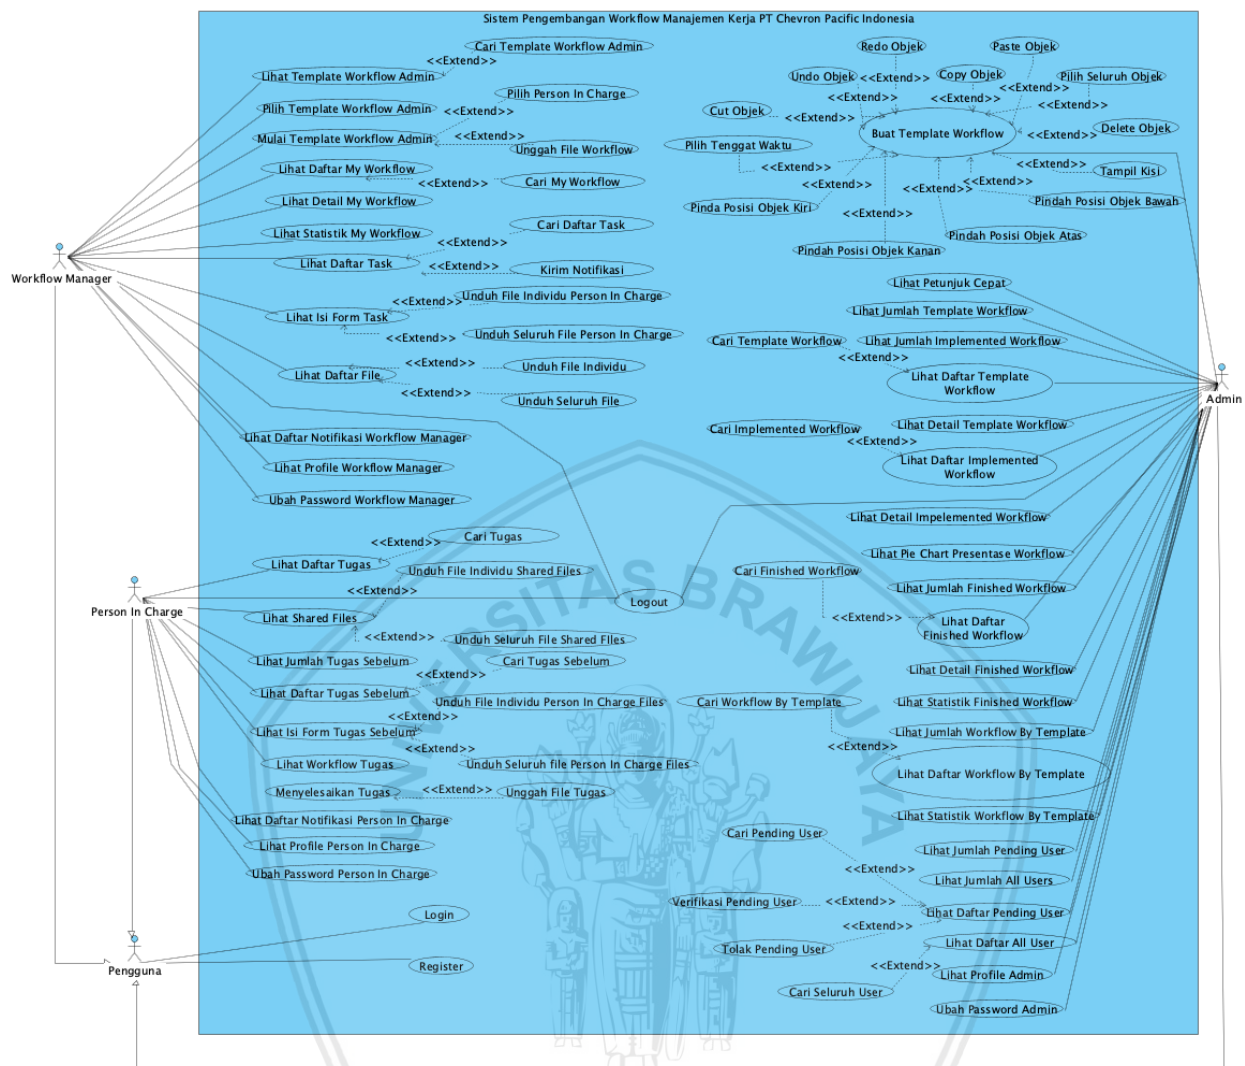 Sistem Pengembangan Workflow Manajemen Kerja PT Chevron Pacific Indonesia
Cari Template Workflow Admin
<<Extend>>
Lihat Template Workflow Admin
Pilih Person In Charge
Pilih Template Workflow Admin
<<Extend>>
Mulai Template Workflow Admin
<<Extend>>
Unggah File Workflow
Lihat Daftar My Workflow
<<Extend>>
Cari My Workflow
Lihat Detail My Workflow
Cari Daftar Task
Lihat Statistik My Workflow
<<Extend>>
Lihat Daftar Task
<<Extend>>
Kirim Notifikasi
Workflow Manager
Unduh File Individu Person In Charge
<<Extend>>
Lihat Isi Form Task
<<Extend>>
Unduh Seluruh File Person In Charge
<<Extend>>
Unduh File Individu
Lihat Daftar File
<<Extend>>
Unduh Seluruh File
Lihat Daftar Notifikasi Workflow Manager
Lihat Profile Workflow Manager
Ubah Password Workflow Manager
Redo Objek
Paste Objek
Undo Objek
<<Extend>>
Copy Objek
Pilih Seluruh Objek
<<Extend>>
<<Extend>>
<<Extend>>
Cut Objek
<<Extend>>
Buat Template Workflow
<<Extend>>
Delete Objek
Pilih Tenggat Waktu
<<Extend>>
<<Extend>>
Tampil Kisi
<<Extend>>
<<Extend>>
Pinda Posisi Objek Kiri
<<Extend>>
Pindah Posisi Objek Bawah
Pindah Posisi Objek Kanan
Pindah Posisi Objek Atas
Lihat Petunjuk Cepat
Lihat Jumlah Template Workflow
Cari Template Workflow
Lihat Jumlah Implemented Workflow
<<Extend>>
Lihat Daftar Template
Workflow
Admin
Cari Implemented Workflow
Lihat Detail Template Workflow
<<Extend>>
Lihat Daftar Implemented
Workflow
Lihat Detail Impelemented Workflow
Lihat Pie Chart Presentase Workflow
Cari Finished Workflow
Lihat Jumlah Finished Workflow
<<Extend>>
Lihat Daftar
Finished Workflow
Logout
Cari Tugas
<<Extend>>
Lihat Daftar Tugas
Unduh File Individu Shared Files
<<Extend>>
Person In Charge
Lihat Shared Files
<<Extend>>
Unduh Seluruh File Shared FIles
Lihat Jumlah Tugas Sebelum
Cari Tugas Sebelum
<<Extend>>
Lihat Daftar Tugas Sebelum
Unduh File Individu Person In Charge Files
<<Extend>>
Lihat Isi Form Tugas Sebelum
<<Extend>>
Lihat Workflow Tugas
Unduh Seluruh file Person In Charge Files
Menyelesaikan Tugas
<<Extend>>
Unggah File Tugas
Lihat Daftar Notifikasi Person In Charge
Lihat Profile Person In Charge
Ubah Password Person In Charge
Login
Pengguna
Register
Lihat Detail Finished Workflow
Cari Workflow By Template
Lihat Statistik Finished Workflow
Lihat Jumlah Workflow By Template
<<Extend>>
Lihat Daftar Workflow By Template
Lihat Statistik Workflow By Template
Cari Pending User
Lihat Jumlah Pending User
<<Extend>>
Lihat Jumlah All Users
Verifikasi Pending User
<<Extend>>
Lihat Daftar Pending User
<<Extend>>
Tolak Pending User
Lihat Daftar All User
<<Extend>>
Lihat Profile Admin
Cari Seluruh User
Ubah Password Admin
UNIVERSITAS BRAWIJAYA